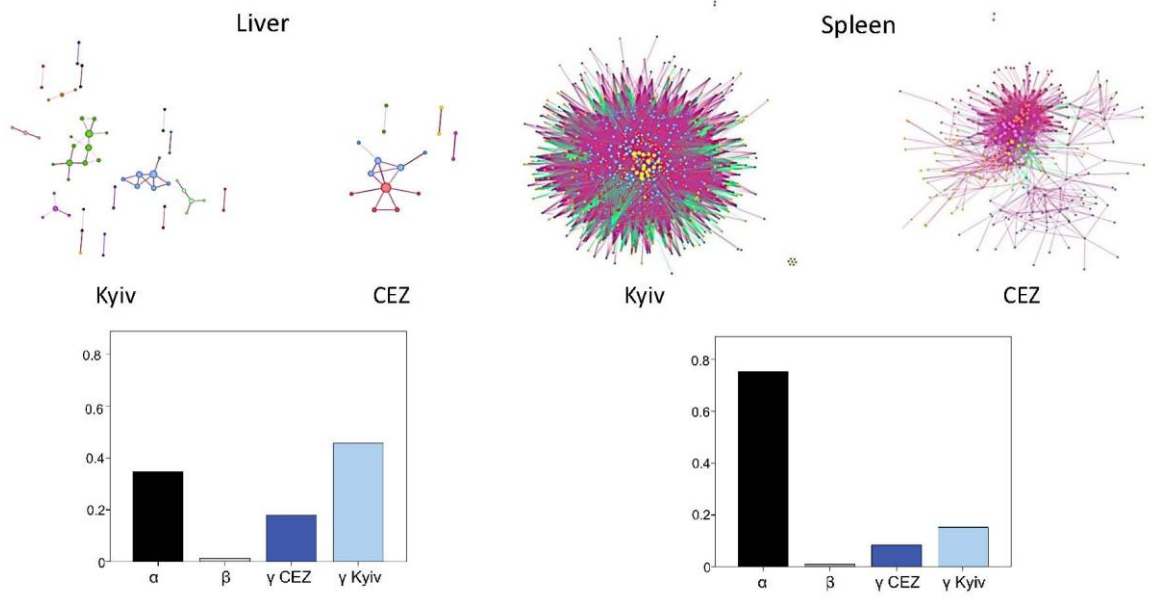 Liver
Spleen
Kyiv
CEZ
Kyiv
CEZ
0.8
0.6
0.4
0.2
0
α
β
γ CEZ
γ Kyiv
0.8
0.6
0.4
0.2
0
α
β
γ CEZ
γ Kyiv